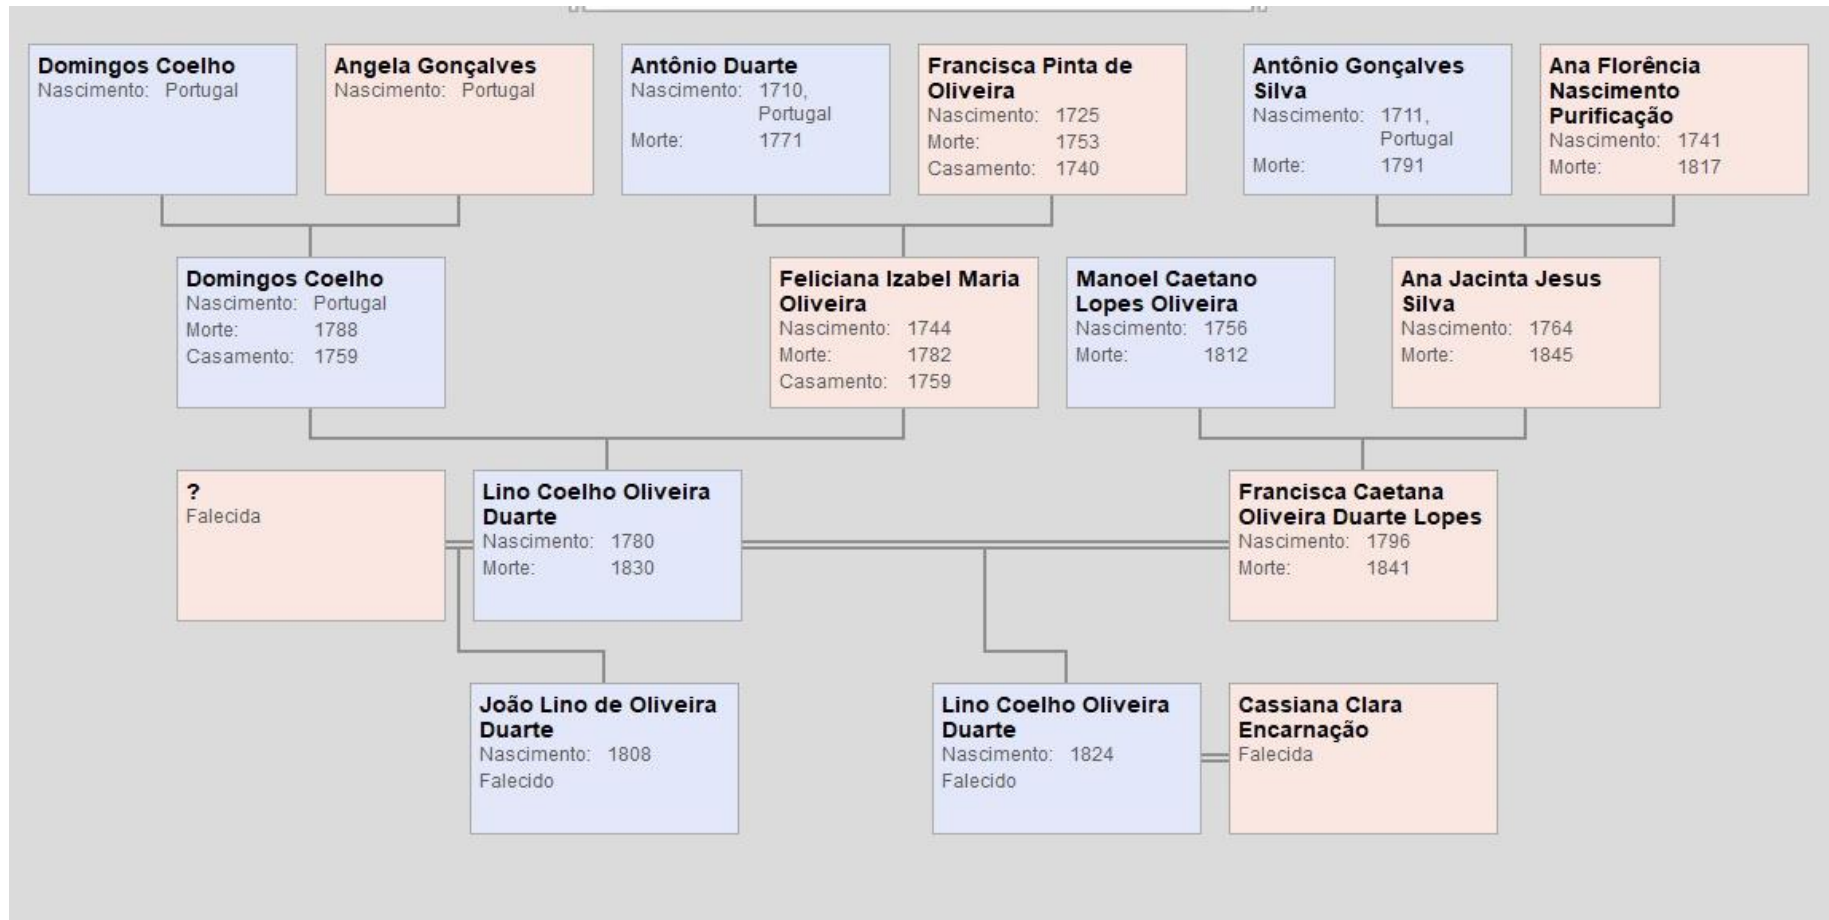 Domingos Coelho
Nascimento: Portugal
Angela Gonçalves
Nascimento: Portugal
Antônio Duarte
Nascimento: 1710,
Portugal
Morte: 1771
Francisca Pinta de
Oliveira
Nascimento: 1725
Morte: 1753
Casamento: 1740
Antônio Gonçalves
Silva
Nascimento: 1711,
Portugal
Morte: 1791
Ana Florência
Nascimento
Purificação
Nascimento: 1741
Morte: 1817
Domingos Coelho
Nascimento: Portugal
Morte: 1788
Casamento: 1759
Feliciana Izabel Maria
Oliveira
Nascimento: 1744
Morte: 1782
Casamento: 1759
Manoel Caetano
Lopes Oliveira
Nascimento: 1756
Morte: 1812
Ana Jacinta Jesus
Silva
Nascimento: 1764
Morte: 1845
?
Falecida
Lino Coelho Oliveira
Duarte
Nascimento: 1780
Morte: 1830
Francisca Caetana
Oliveira Duarte Lopes
Nascimento: 1796
Morte: 1841
João Lino de Oliveira
Duarte
Nascimento: 1808
Falecido
Lino Coelho Oliveira
Duarte
Nascimento: 1824
Falecido
Cassiana Clara
Encarnação
Falecida